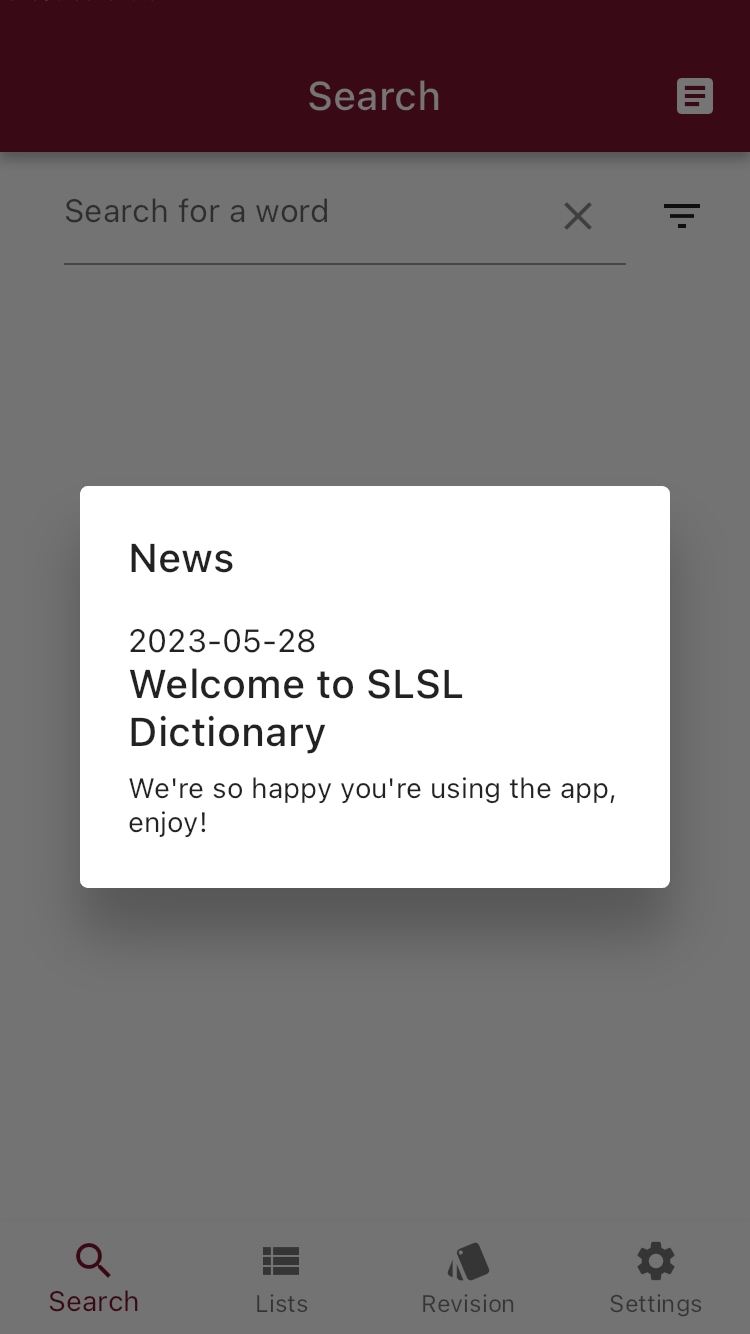 Search
Search for a word
News
2023-05-28
Welcome to SLSL
Dictionary
We're so happy you're using the app,
enjoy!
Search
Lists
Revision
Settings